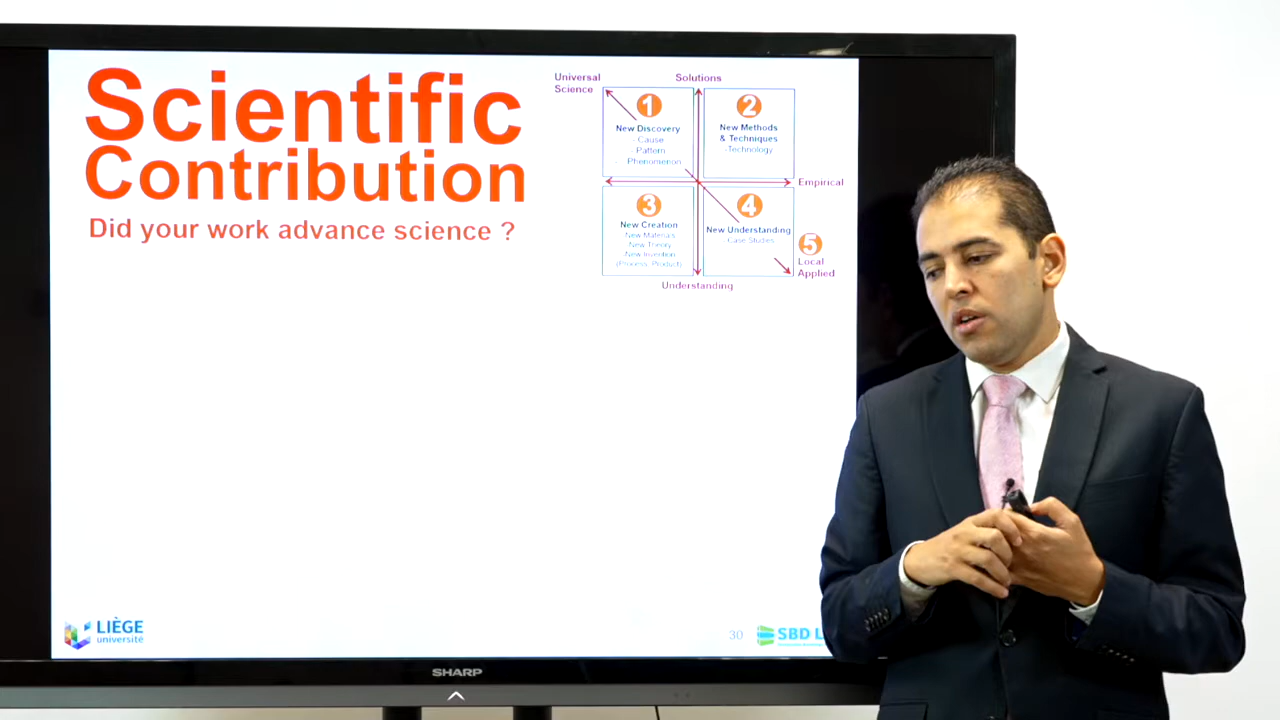 Scientific
Contribution
Did your work advance science ?
Universal
Science
Solutions
1
New Discovery
- Cause
- Pattern
- Phenomenon
2
New Methods
& Techniques
-Technology
Empirical
3
New Creation
New Materials
New Theory
New Invention
(Process, Product)
4
New Understanding
Case Studies
5
Local
Applied
Understanding
LIÈGE
université
30
SBD L
SHARP